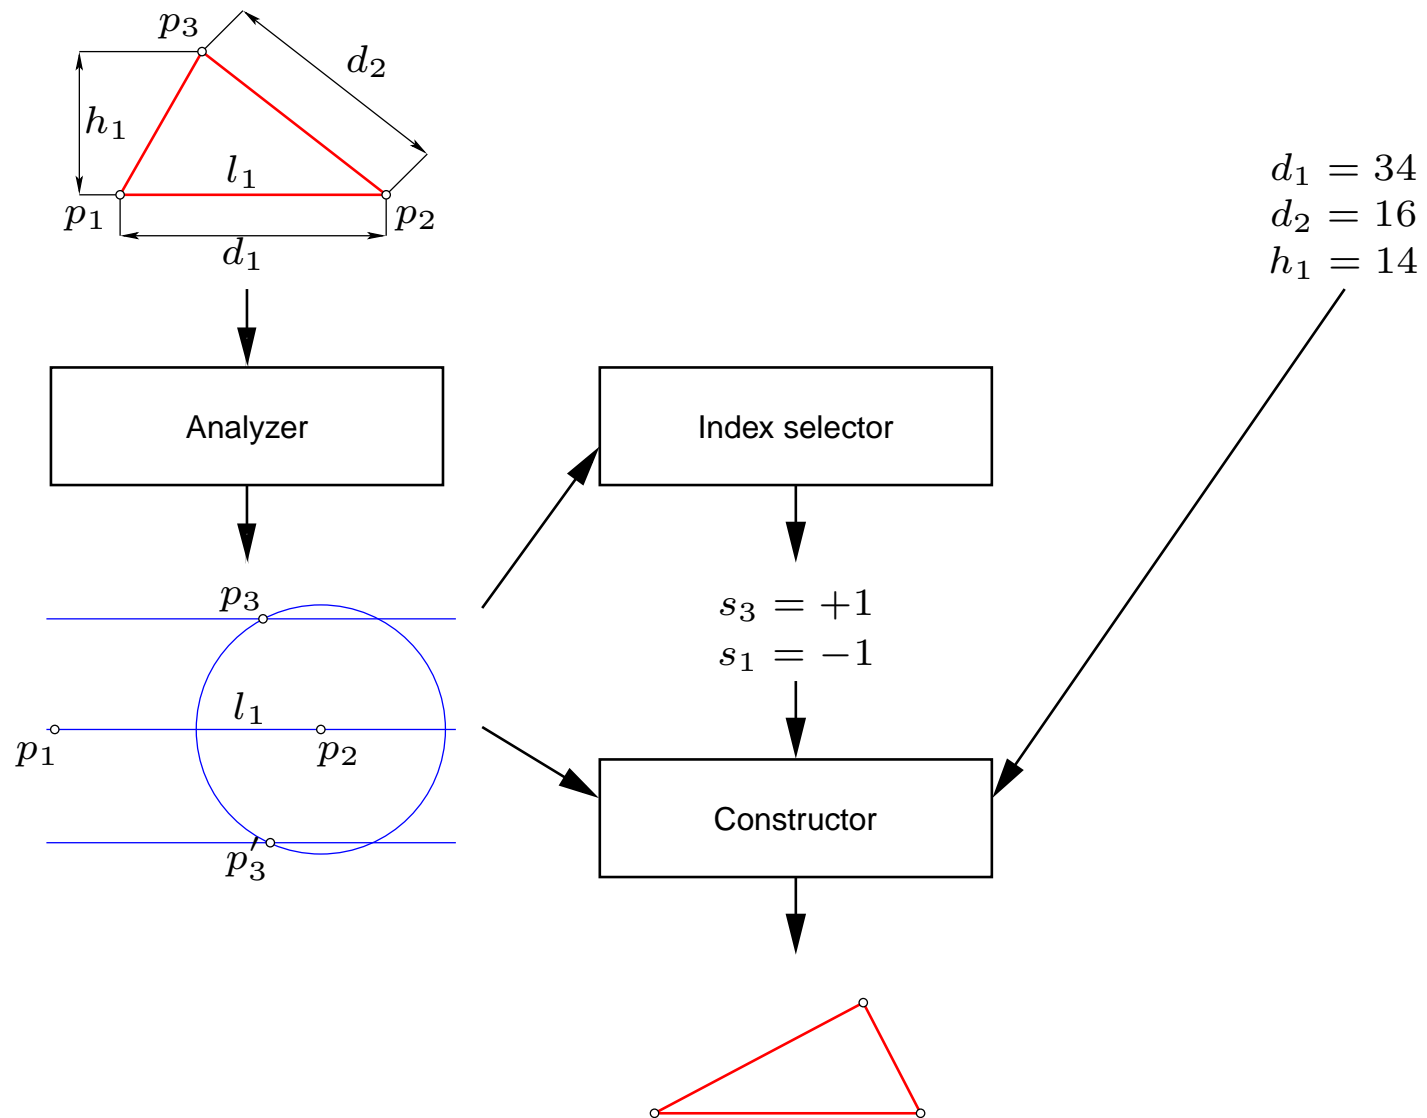 p₃
d₂
h₁
l₁
p₁
p₂
d₁
d₁ = 34
d₂ = 16
h₁ = 14
Analyzer
Index selector
p₃
l₁
p₁
p₂
p₃′
s₃ = +1
s₁ = −1
Constructor